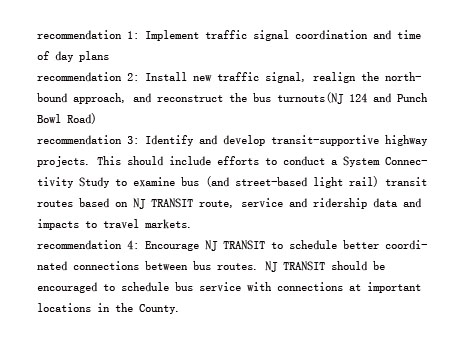 recommendation 1: Implement traffic signal coordination and time
of day plans
recommendation 2: Install new traffic signal, realign the north-
bound approach, and reconstruct the bus turnouts(NJ 124 and Punch
Bowl Road)
recommendation 3: Identify and develop transit-supportive highway
projects. This should include efforts to conduct a System Connec-
tivity Study to examine bus (and street-based light rail) transit
routes based on NJ TRANSIT route, service and ridership data and
impacts to travel markets.
recommendation 4: Encourage NJ TRANSIT to schedule better coordi-
nated connections between bus routes. NJ TRANSIT should be
encouraged to schedule bus service with connections at important
locations in the County.